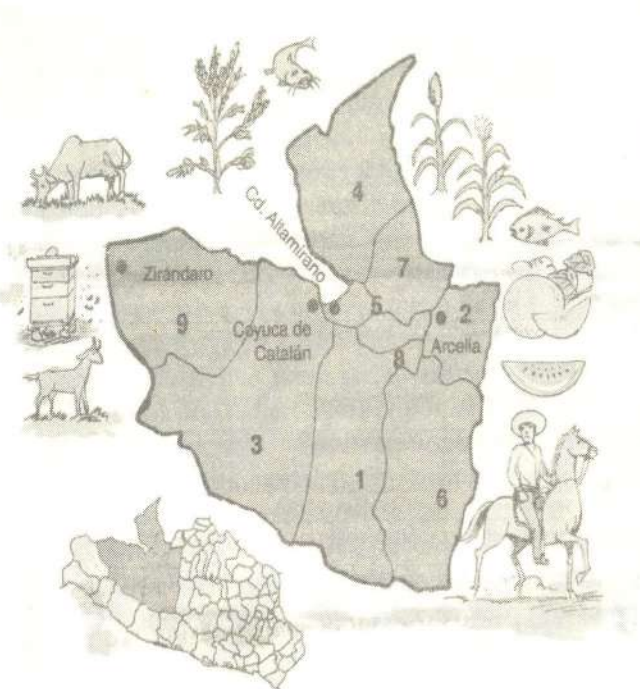 Cd. Altamirano
4
Zirándaro
7
9
Coyuca de
Catalán
5
2
Arcelia
8
3
1
6